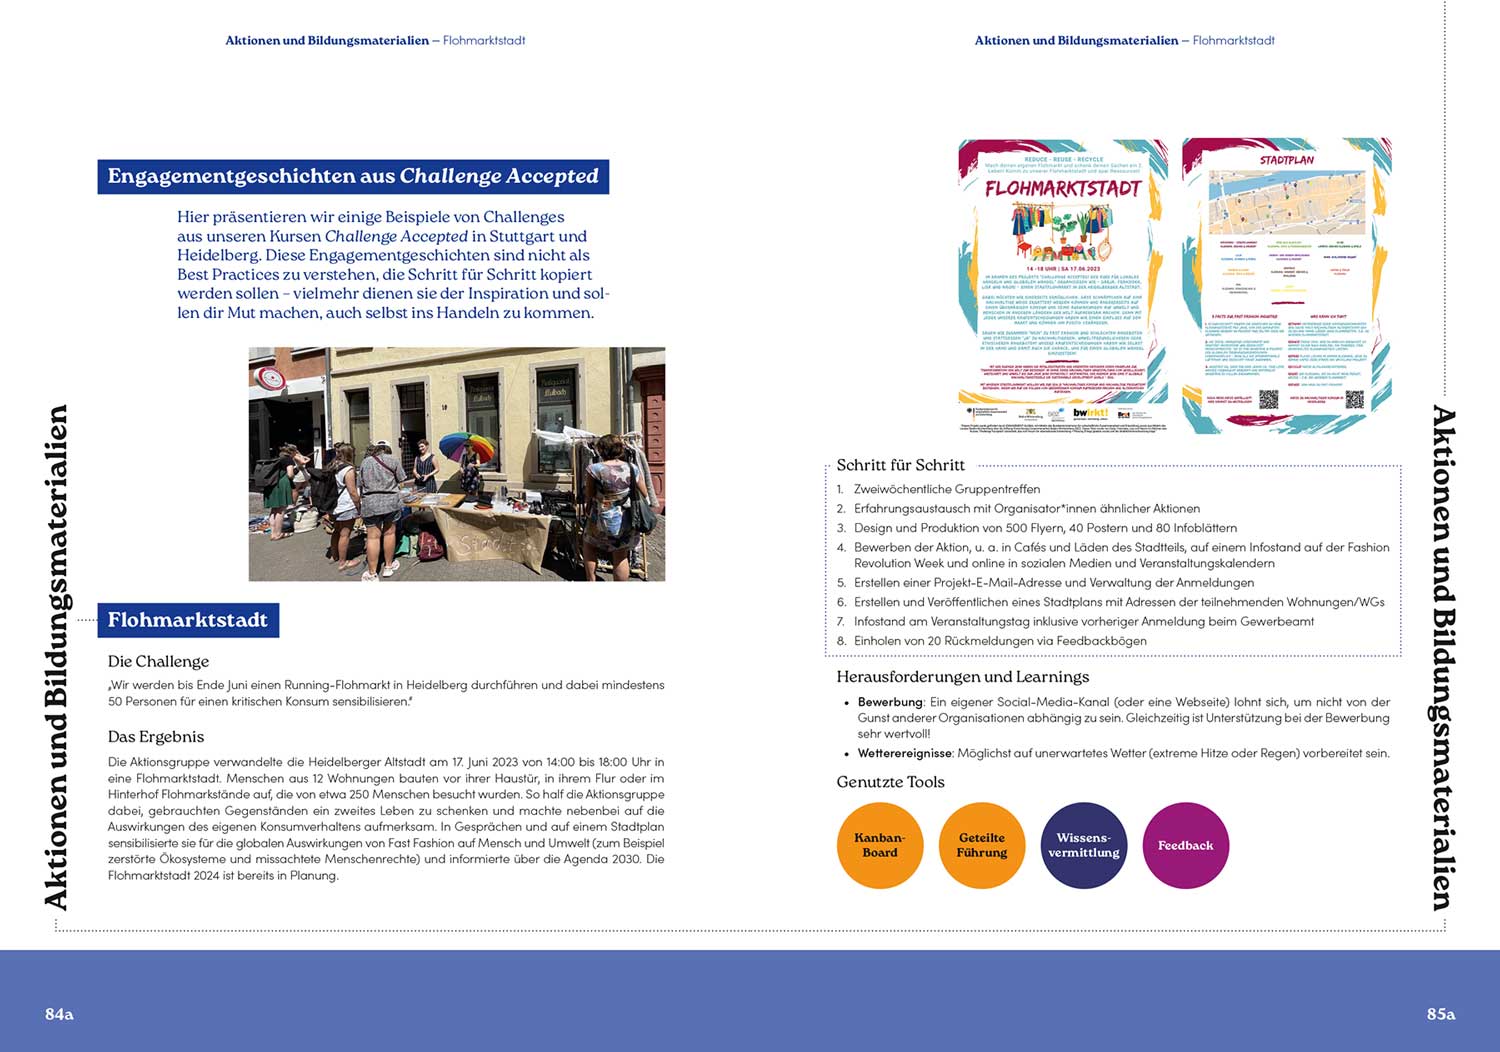 Aktionen und Bildungsmaterialien – Flohmarktstadt
Engagementgeschichten aus Challenge Accepted
Hier präsentieren wir einige Beispiele von Challenges
aus unseren Kursen Challenge Accepted in Stuttgart und
Heidelberg. Diese Engagementgeschichten sind nicht als
Best Practices zu verstehen, die Schritt für Schritt kopiert
werden sollen – vielmehr dienen sie der Inspiration und sol-
len dir Mut machen, auch selbst ins Handeln zu kommen.
Aktionen und Bildungsmaterialien
Flohmarktstadt
Die Challenge
„Wir werden bis Ende Juni einen Running-Flohmarkt in Heidelberg durchführen und dabei mindestens
50 Personen für einen kritischen Konsum sensibilisieren.“
Das Ergebnis
Die Aktionsgruppe verwandelte die Heidelberger Altstadt am 17. Juni 2023 von 14:00 bis 18:00 Uhr in
eine Flohmarktstadt. Menschen aus 12 Wohnungen bauten vor ihrer Haustür, in ihrem Flur oder im
Hinterhof Flohmarkstände auf, die von etwa 250 Menschen besucht wurden. So half die Aktionsgruppe
dabei, gebrauchten Gegenständen ein zweites Leben zu schenken und machte nebenbei auf die
Auswirkungen des eigenen Konsumverhaltens aufmerksam. In Gesprächen und auf einem Stadtplan
sensibilisierte sie für die globalen Auswirkungen von Fast Fashion auf Mensch und Umwelt (zum Beispiel
zerstörte Ökosysteme und missachtete Menschenrechte) und informierte über die Agenda 2030. Die
Flohmarktstadt 2024 ist bereits in Planung.
84a
Aktionen und Bildungsmaterialien – Flohmarktstadt
REDUCE - REUSE - RECYCLE
FLOHMARKTSTADT
14 -18 UHR | SA 17.06.2023
bwirkt!
STADTPLAN
Schritt für Schritt
1. Zweiwöchentliche Gruppentreffen
2. Erfahrungsaustausch mit Organisator*innen ähnlicher Aktionen
3. Design und Produktion von 500 Flyern, 40 Postern und 80 Infoblättern
4. Bewerben der Aktion, u. a. in Cafés und Läden des Stadtteils, auf einem Infostand auf der Fashion
Revolution Week und online in sozialen Medien und Veranstaltungskalendern
5. Erstellen einer Projekt-E-Mail-Adresse und Verwaltung der Anmeldungen
6. Erstellen und Veröffentlichen eines Stadtplans mit Adressen der teilnehmenden Wohnungen/WGs
7. Infostand am Veranstaltungstag inklusive vorheriger Anmeldung beim Gewerbeamt
8. Einholen von 20 Rückmeldungen via Feedbackbögen
Herausforderungen und Learnings
• Bewerbung: Ein eigener Social-Media-Kanal (oder eine Webseite) lohnt sich, um nicht von der
Gunst anderer Organisationen abhängig zu sein. Gleichzeitig ist Unterstützung bei der Bewerbung
sehr wertvoll!
• Wetterereignisse: Möglichst auf unerwartetes Wetter (extreme Hitze oder Regen) vorbereitet sein.
Genutzte Tools
Kanban-
Board
Geteilte
Führung
Wissens-
vermittlung
Feedback
Aktionen und Bildungsmaterialien
85a